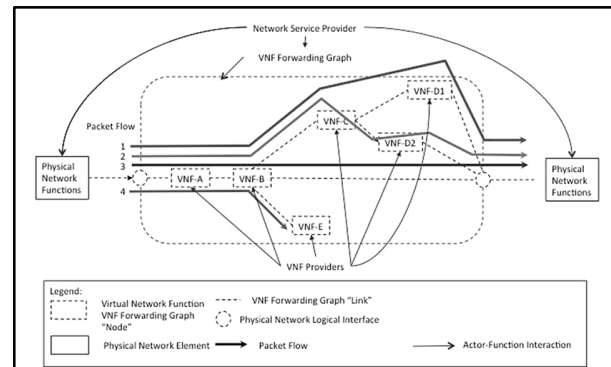 Network Service Provider
VNF Forwarding Graph
VNF-D1
VNF-C
Packet Flow
1
2
3
4
VNF-D2
Physical
Network
Functions
VNF-A
VNF-B
Physical
Network
Functions
VNF-E
VNF Providers
Legend:
Virtual Network Function
VNF Forwarding Graph
"Node"
VNF Forwarding Graph "Link"
Physical Network Logical Interface
Physical Network Element
Packet Flow
Actor-Function Interaction